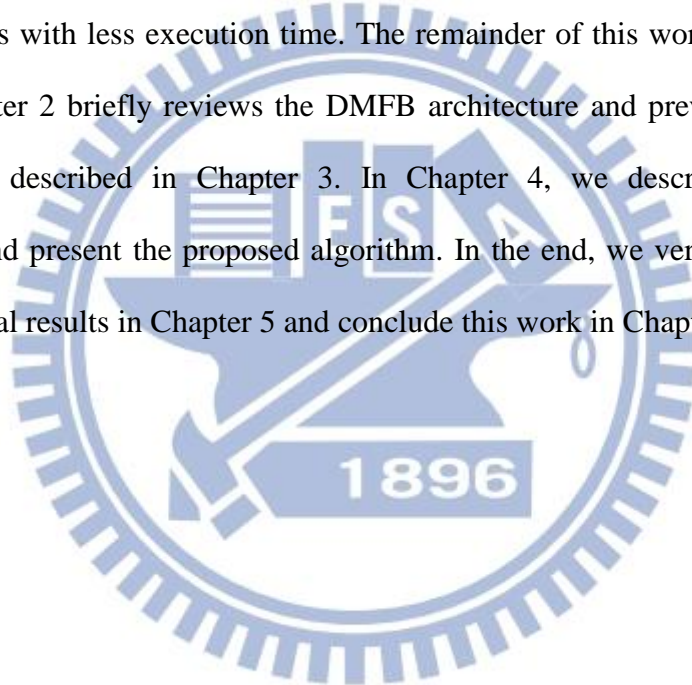 s with less execution time. The remainder of this wor
ter 2 briefly reviews the DMFB architecture and prev
described in Chapter 3. In Chapter 4, we descr
nd present the proposed algorithm. In the end, we ver
al results in Chapter 5 and conclude this work in Chapt
E S A
1896